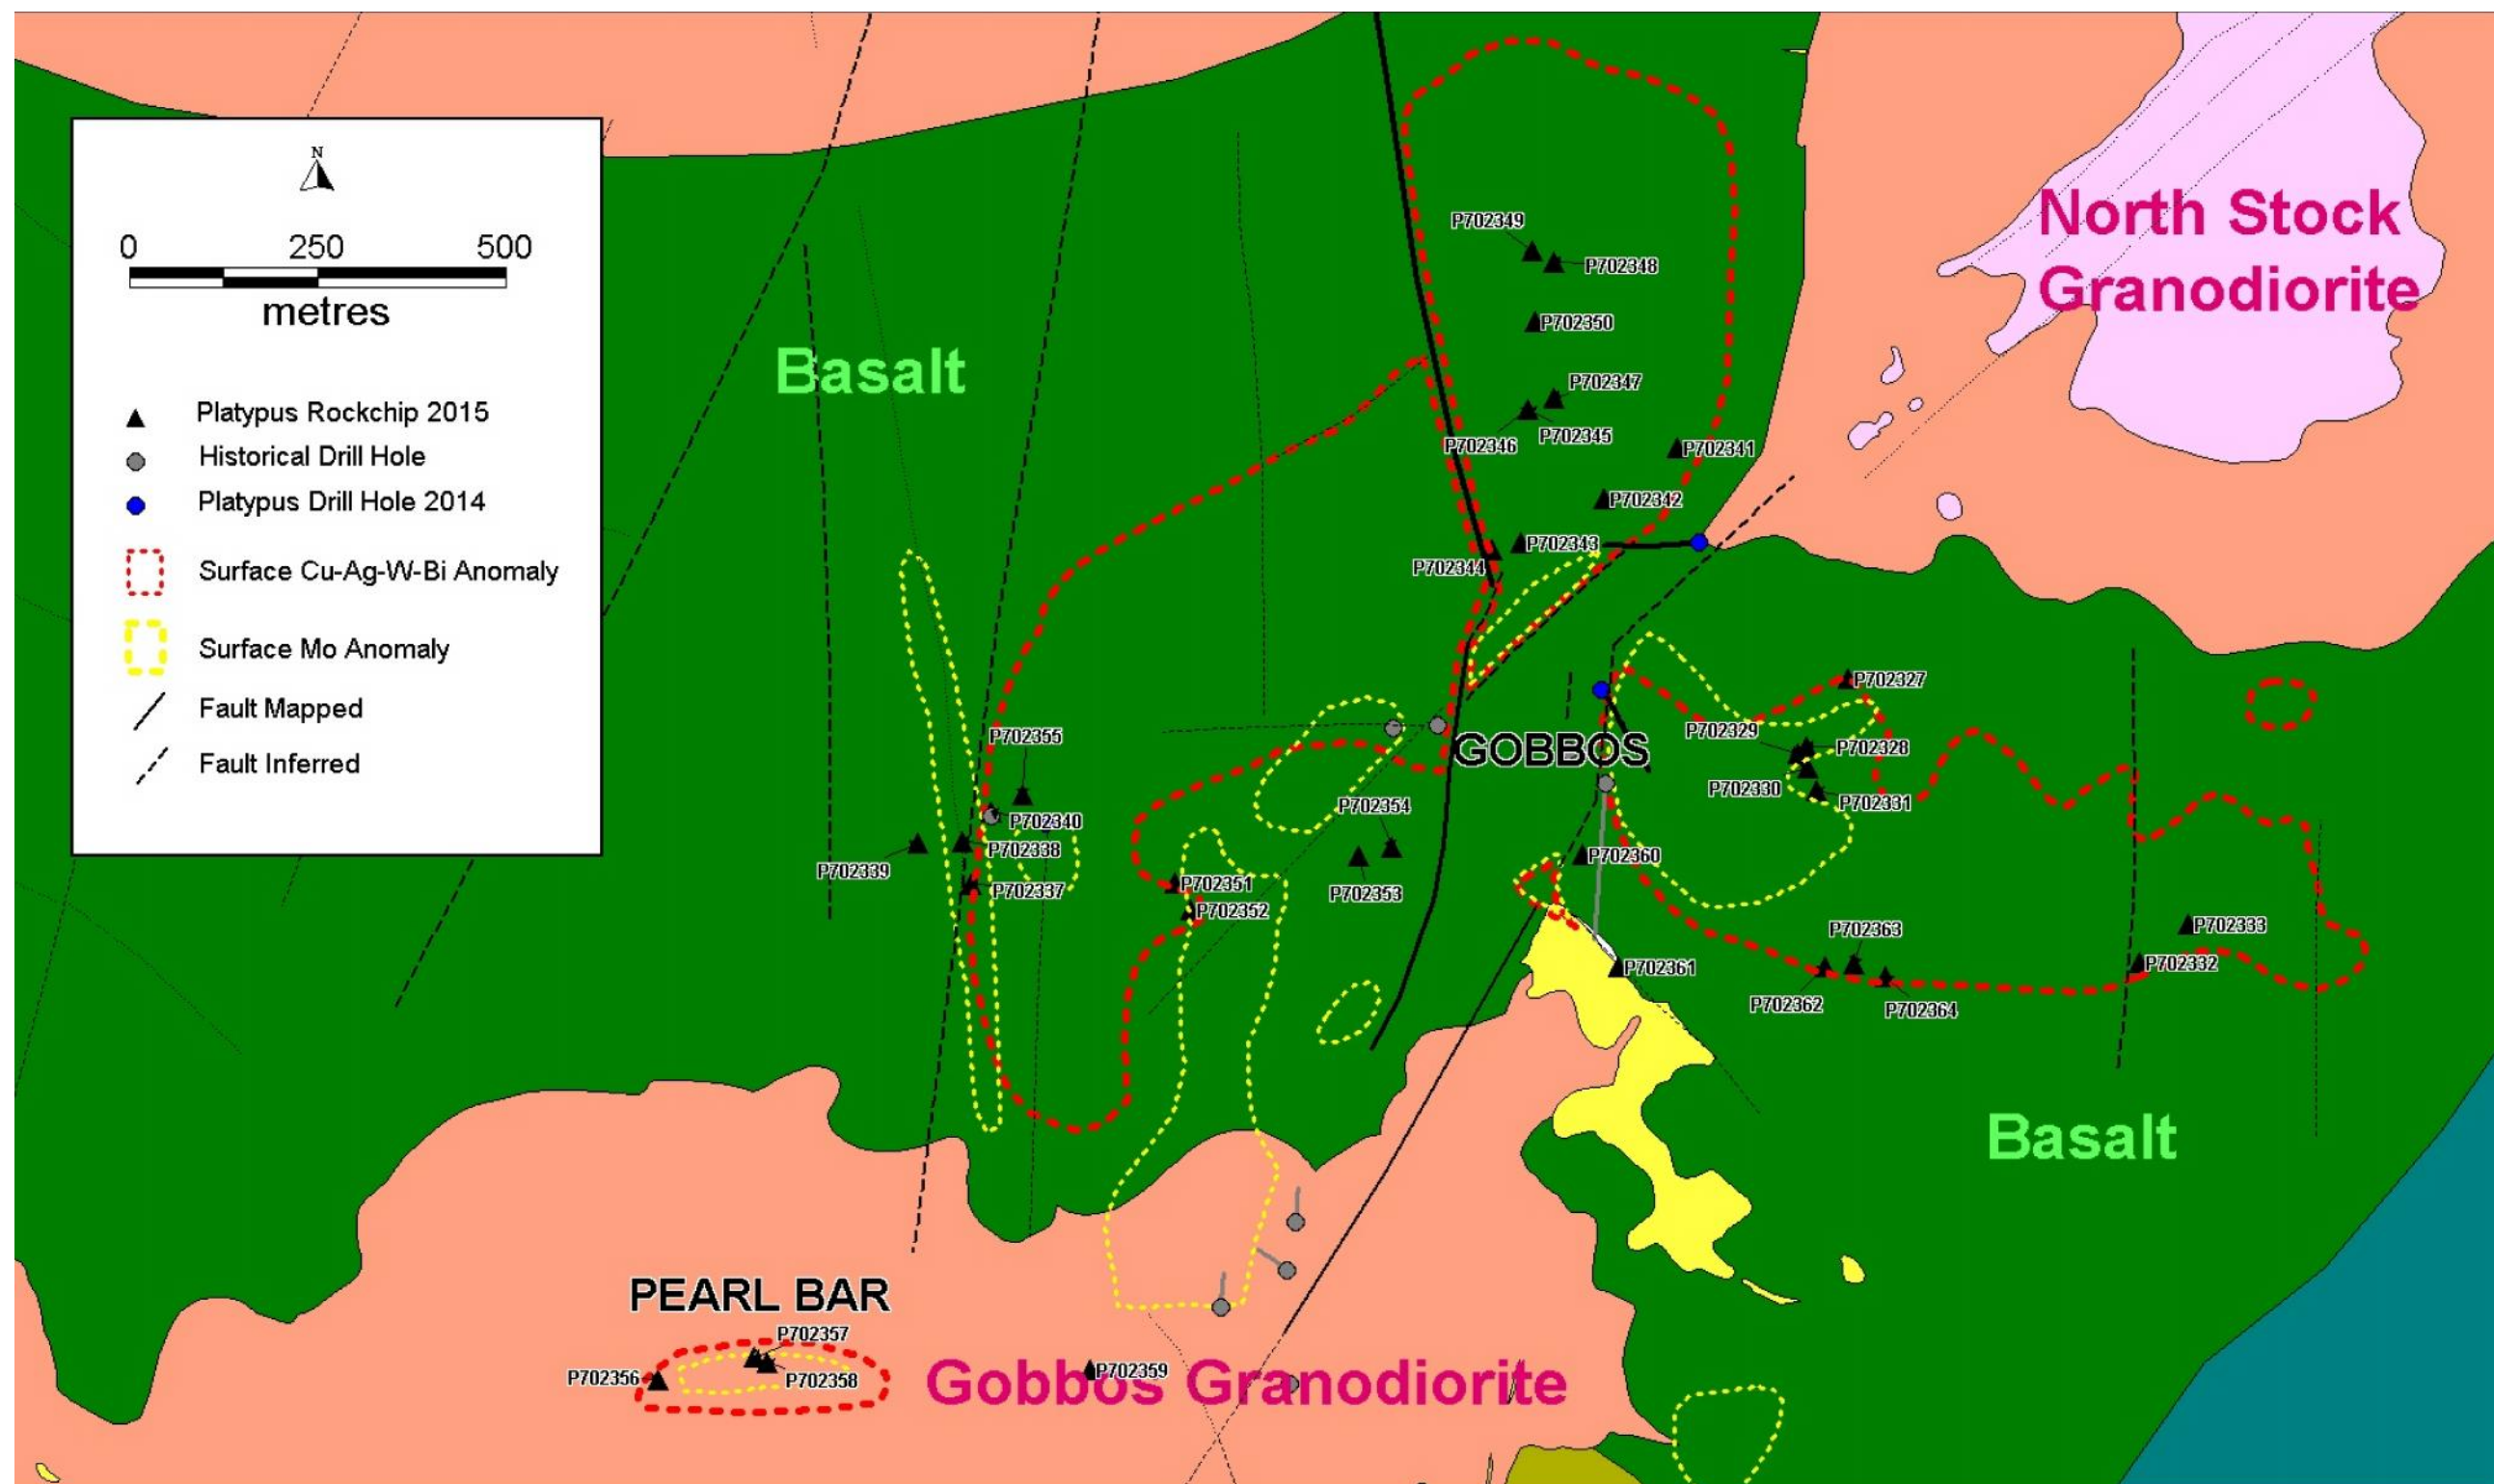 N
0 250 500
metres
Platypus Rockchip 2015
Historical Drill Hole
Platypus Drill Hole 2014
Surface Cu-Ag-W-Bi Anomaly
Surface Mo Anomaly
Fault Mapped
Fault Inferred
Basalt
North Stock
Granodiorite
P702349
P702348
P702350
P702347
P702346
P702345
P702341
P702342
P702343
P702344
P702327
P702329
P702328
P702330
P702331
GOBBOS
P702355
P702340
P702339
P702338
P702337
P702354
P702353
P702351
P702352
P702360
P702361
P702363
P702362
P702364
P702333
P702332
Basalt
PEARL BAR
P702357
P702356
P702358
P702359
Gobbos Granodiorite